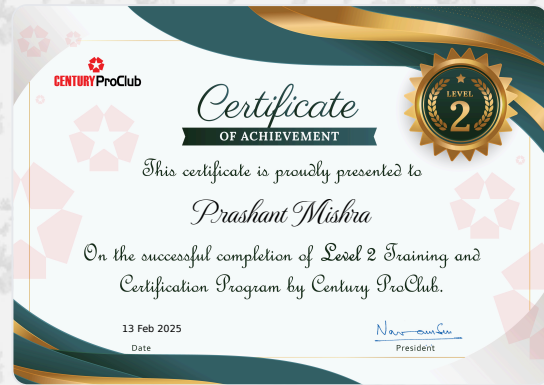 CENTURY ProClub
LEVEL
2
Certificate
OF ACHIEVEMENT
This certificate is proudly presented to
Prashant Mishra
On the successful completion of Level 2 Training and
Certification Program by Century ProClub.
13 Feb 2025
Date
President